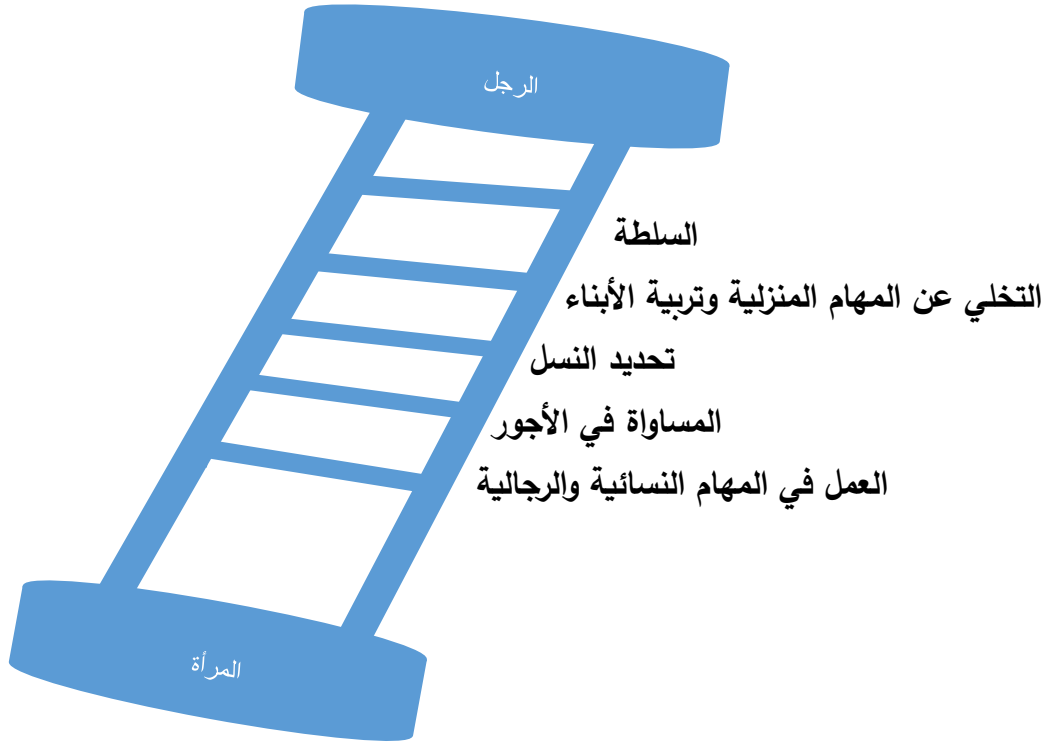 الرجل
السلطة
التخلي عن المهام المنزلية وتربية الأبناء
تحديد النسل
المساواة في الأجور
العمل في المهام النسائية والرجالية
المرأة